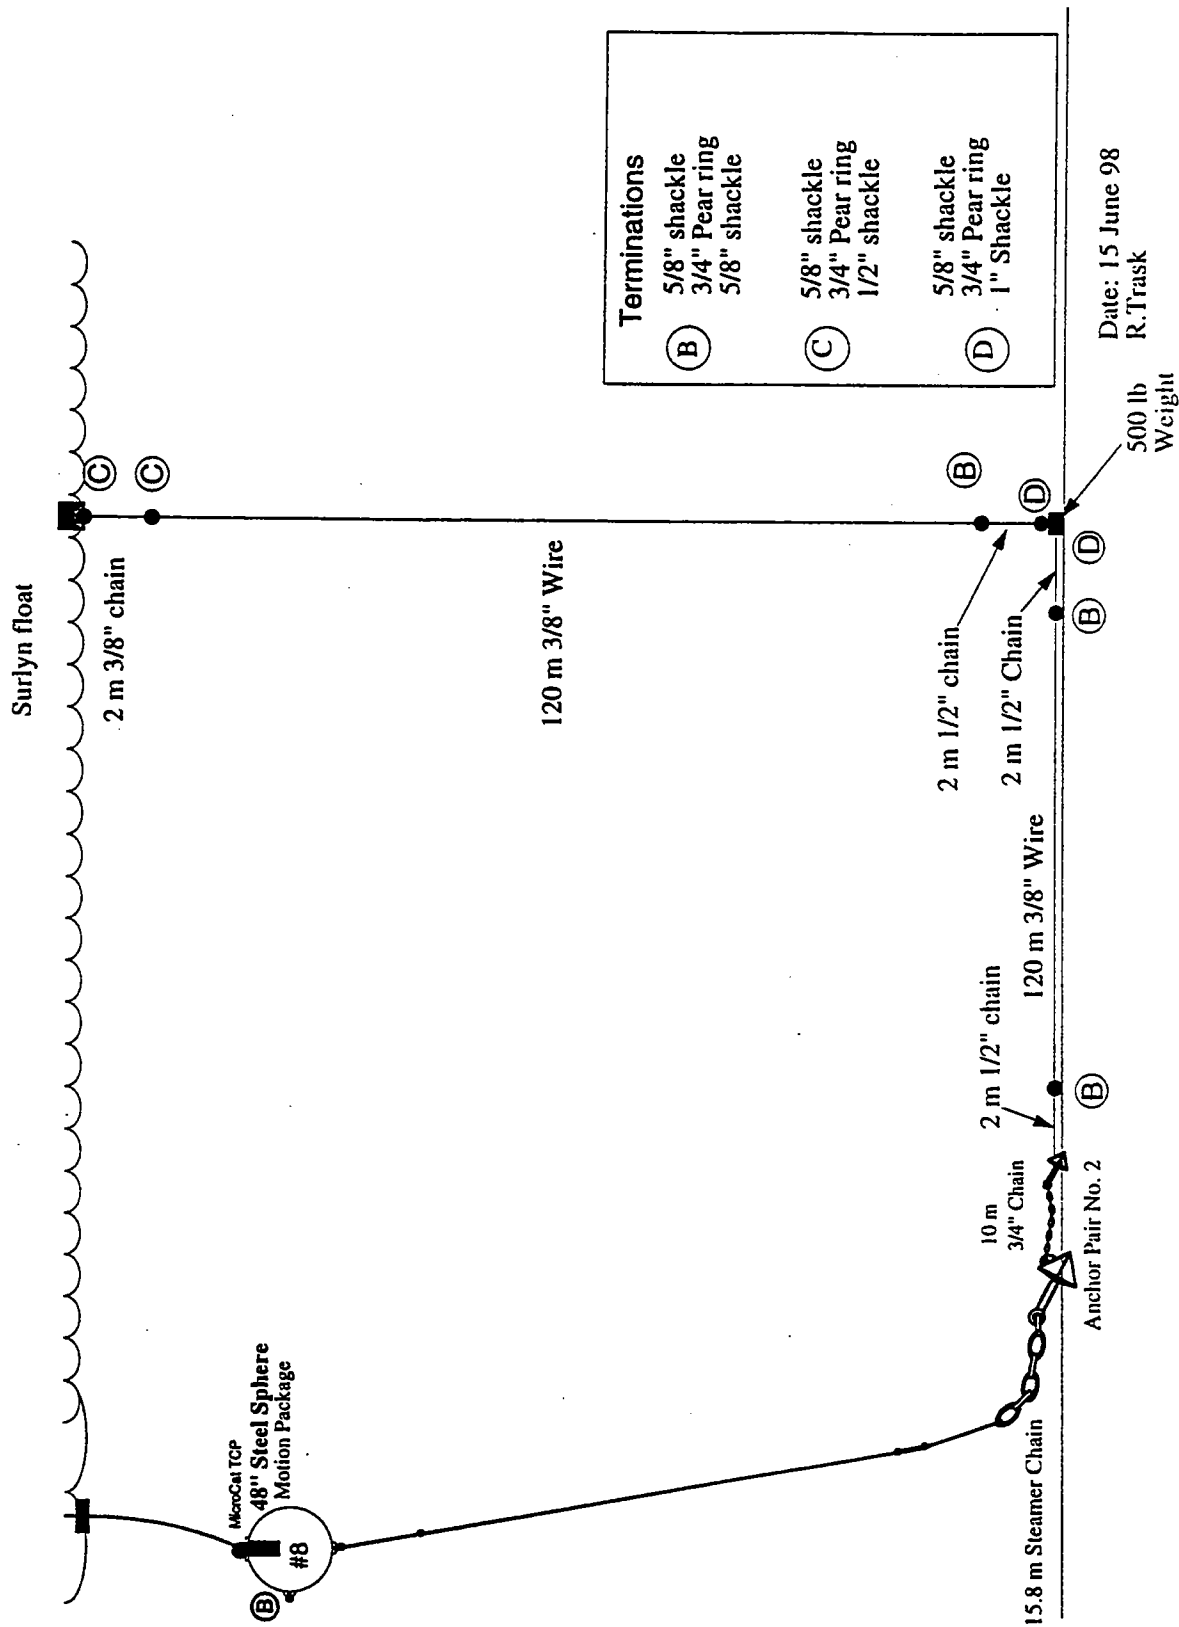 Surlyn float
C
C
2 m 3/8" chain
120 m 3/8" Wire
B
D
2 m 1/2" chain
2 m 1/2" Chain
D
B
500 lb
Weight
120 m 3/8" Wire
2 m 1/2" chain
B
10 m
3/4" Chain
Anchor Pair No. 2
15.8 m Steamer Chain
MicroCat TCP
48" Steel Sphere
Motion Package
#8
B
Terminations
B
5/8" shackle
3/4" Pear ring
5/8" shackle
C
5/8" shackle
3/4" Pear ring
1/2" shackle
D
5/8" shackle
3/4" Pear ring
1" Shackle
Date: 15 June 98
R.Trask